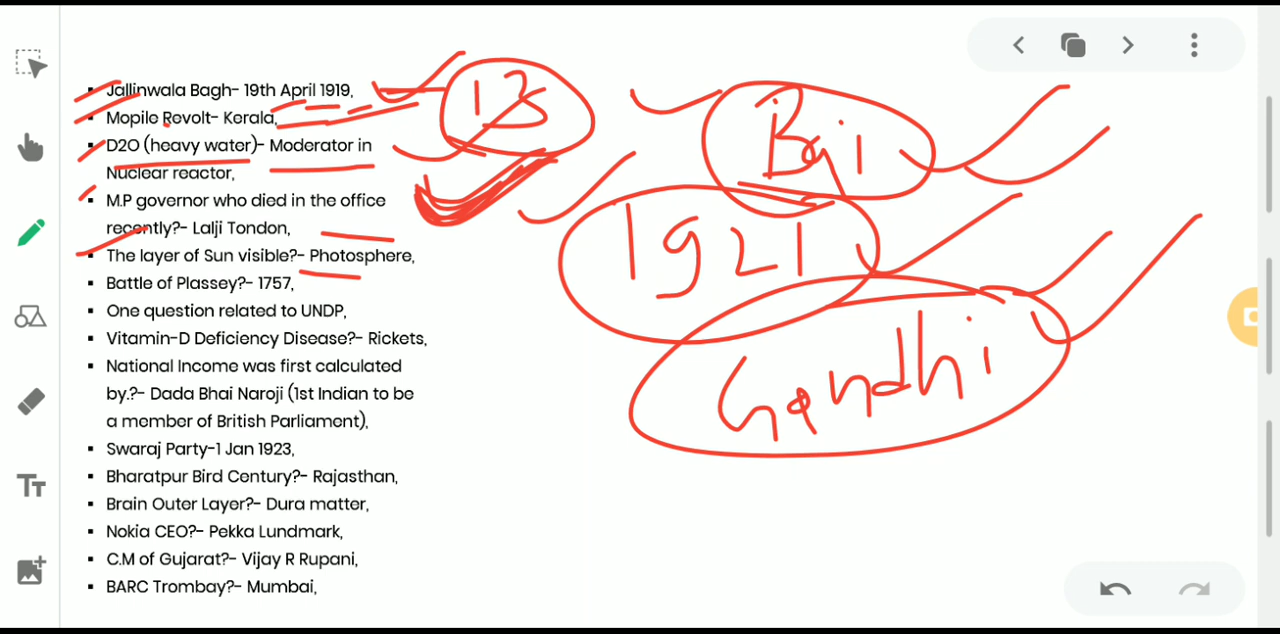 ▪ Jallinwala Bagh- 19th April 1919,
▪ Mopile Revolt- Kerala,
▪ D2O (heavy water)- Moderator in
Nuclear reactor,
▪ M.P governor who died in the office
recently?- Lalji Tondon,
▪ The layer of Sun visible?- Photosphere,
▪ Battle of Plassey?- 1757,
▪ One question related to UNDP,
▪ Vitamin-D Deficiency Disease?- Rickets,
▪ National Income was first calculated
by.?- Dada Bhai Naroji (1st Indian to be
a member of British Parliament),
▪ Swaraj Party-1 Jan 1923,
▪ Bharatpur Bird Century?- Rajasthan,
▪ Brain Outer Layer?- Dura matter,
▪ Nokia CEO?- Pekka Lundmark,
▪ C.M of Gujarat?- Vijay R Rupani,
▪ BARC Trombay?- Mumbai,
13
1921
Gandhi
TT